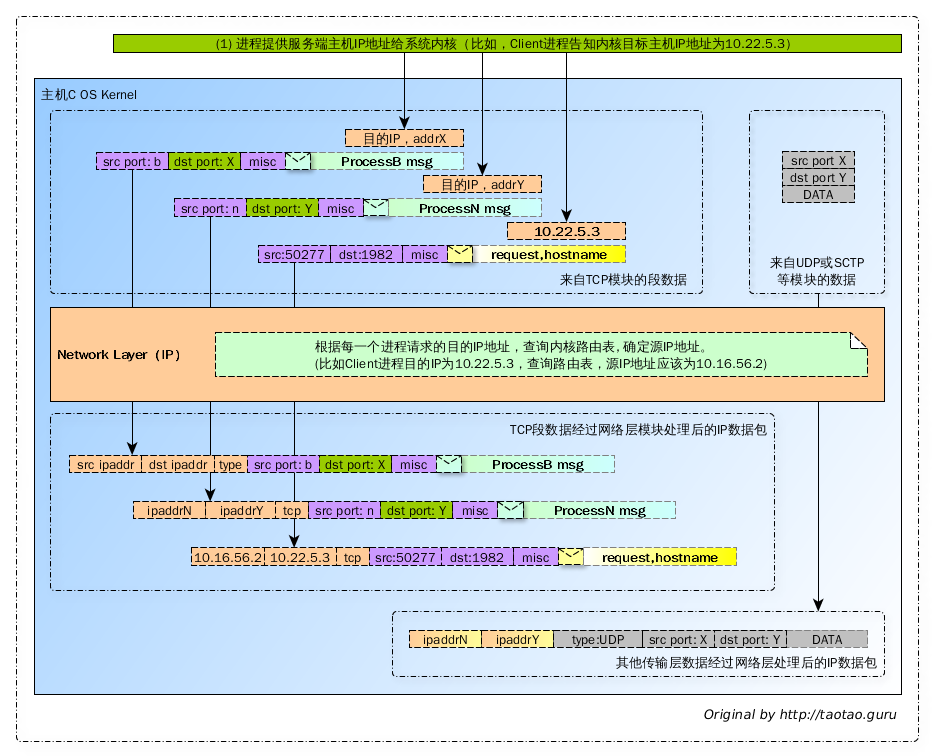 (1) 进程提供服务端主机IP地址给系统内核（比如，Client进程告知内核目标主机IP地址为10.22.5.3）
主机C OS Kernel
目的IP，addrX
src port: b dst port: X misc ProcessB msg
目的IP，addrY
src port: n dst port: Y misc ProcessN msg
10.22.5.3
src:50277 dst:1982 misc request,hostname
来自TCP模块的段数据
src port X
dst port Y
DATA
来自UDP或SCTP
等模块的数据
Network Layer（IP）
根据每一个进程请求的目的IP地址，查询内核路由表, 确定源IP地址。
(比如Client进程目的IP为10.22.5.3，查询路由表，源IP地址应该为10.16.56.2)
TCP段数据经过网络层模块处理后的IP数据包
src ipaddr dst ipaddr type src port: b dst port: X misc ProcessB msg
ipaddrN ipaddrY tcp src port: n dst port: Y misc ProcessN msg
10.16.56.2 10.22.5.3 tcp src:50277 dst:1982 misc request,hostname
ipaddrN ipaddrY type:UDP src port: X dst port: Y DATA
其他传输层数据经过网络层处理后的IP数据包
Original by http://taotao.guru